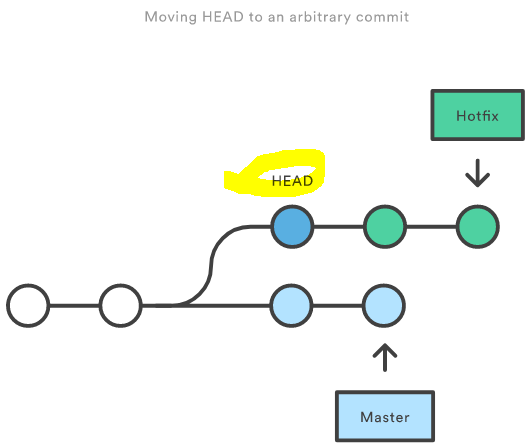 Moving HEAD to an arbitrary commit
Hotfix
HEAD
Master